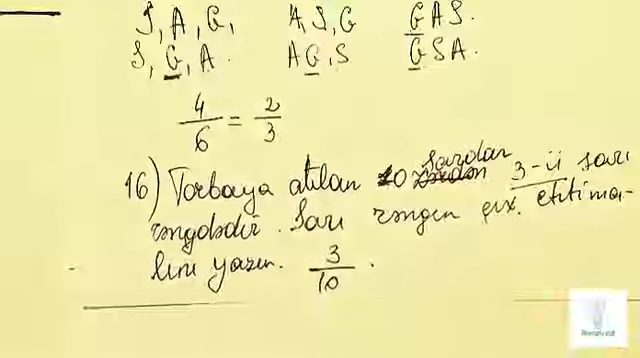 S, A, G,   A, S, G   G A S.
S, G, A.   A G, S   G S A.
4/6 = 2/3
16) Torbaya atılan 10 şardan 3-ü sarı
rəngdədir. Sarı rəngin çıx. ehtima-
lını yazın. 3/10.